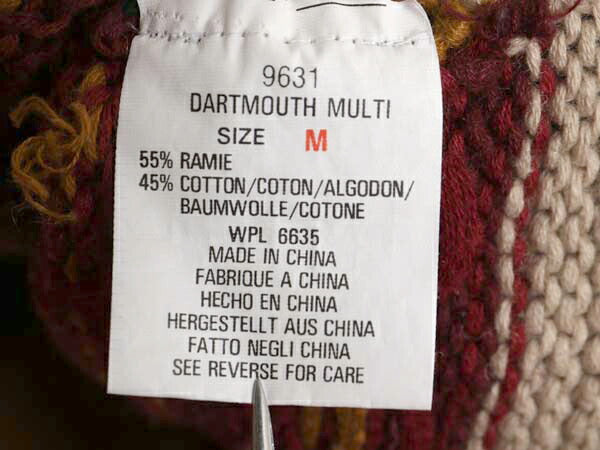 9631
DARTMOUTH MULTI
SIZE M
55% RAMIE
45% COTTON/COTON/ALGODON/
BAUMWOLLE/COTONE
WPL 6635
MADE IN CHINA
FABRIQUE A CHINA
HECHO EN CHINA
HERGESTELLT AUS CHINA
FATTO NEGLI CHINA
SEE REVERSE FOR CARE